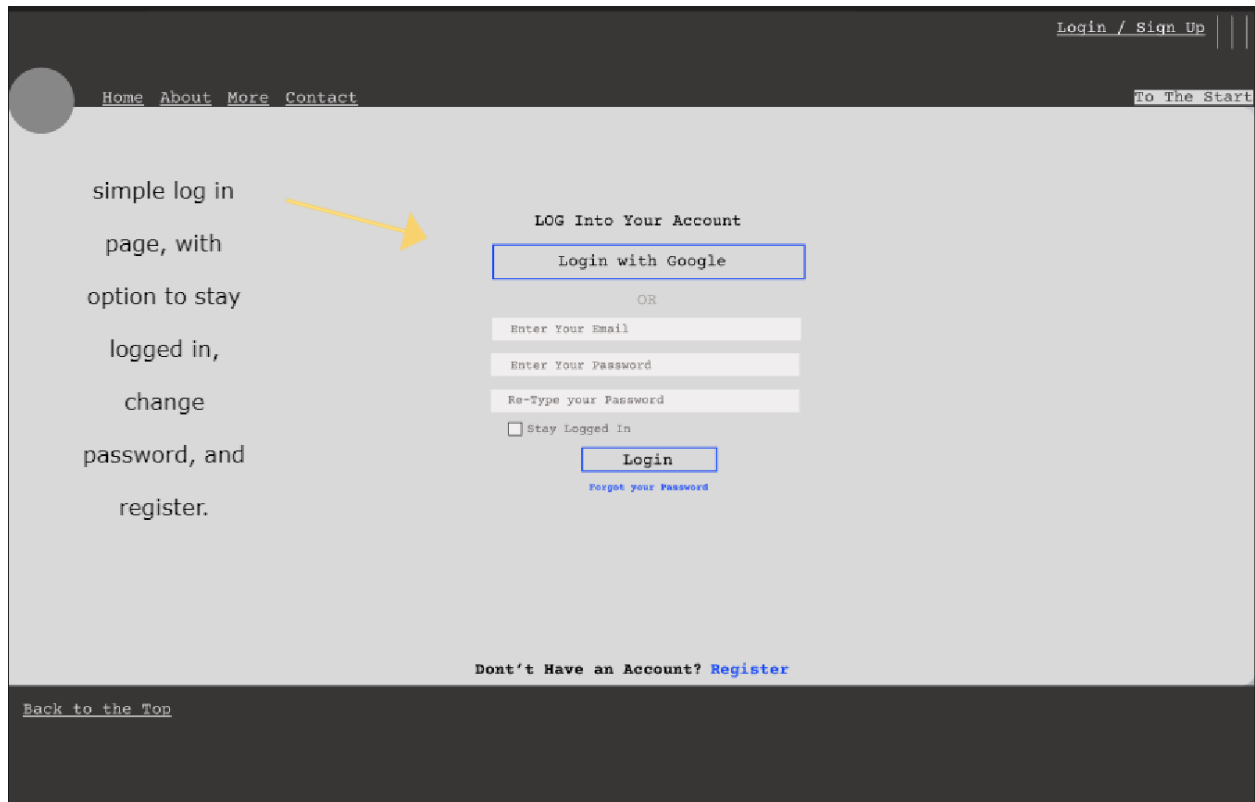 Login / Sign Up
Home About More Contact
To The Start
simple log in
page, with
option to stay
logged in,
change
password, and
register.
LOG Into Your Account
Login with Google
OR
Enter Your Email
Enter Your Password
Re-Type your Password
Stay Logged In
Login
Forgot your Password
Dont't Have an Account? Register
Back to the Top